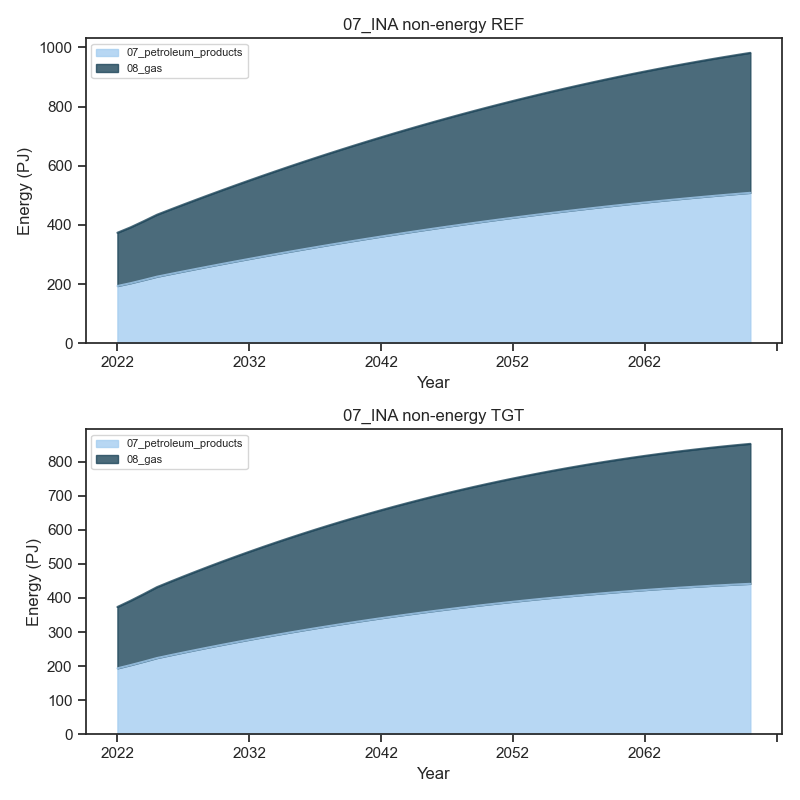 07_INA non-energy REF
07_petroleum_products
08_gas
1000
800
600
400
200
0
Energy (PJ)
2022 2032 2042 2052 2062
Year
07_INA non-energy TGT
07_petroleum_products
08_gas
800
700
600
500
400
300
200
100
0
Energy (PJ)
2022 2032 2042 2052 2062
Year